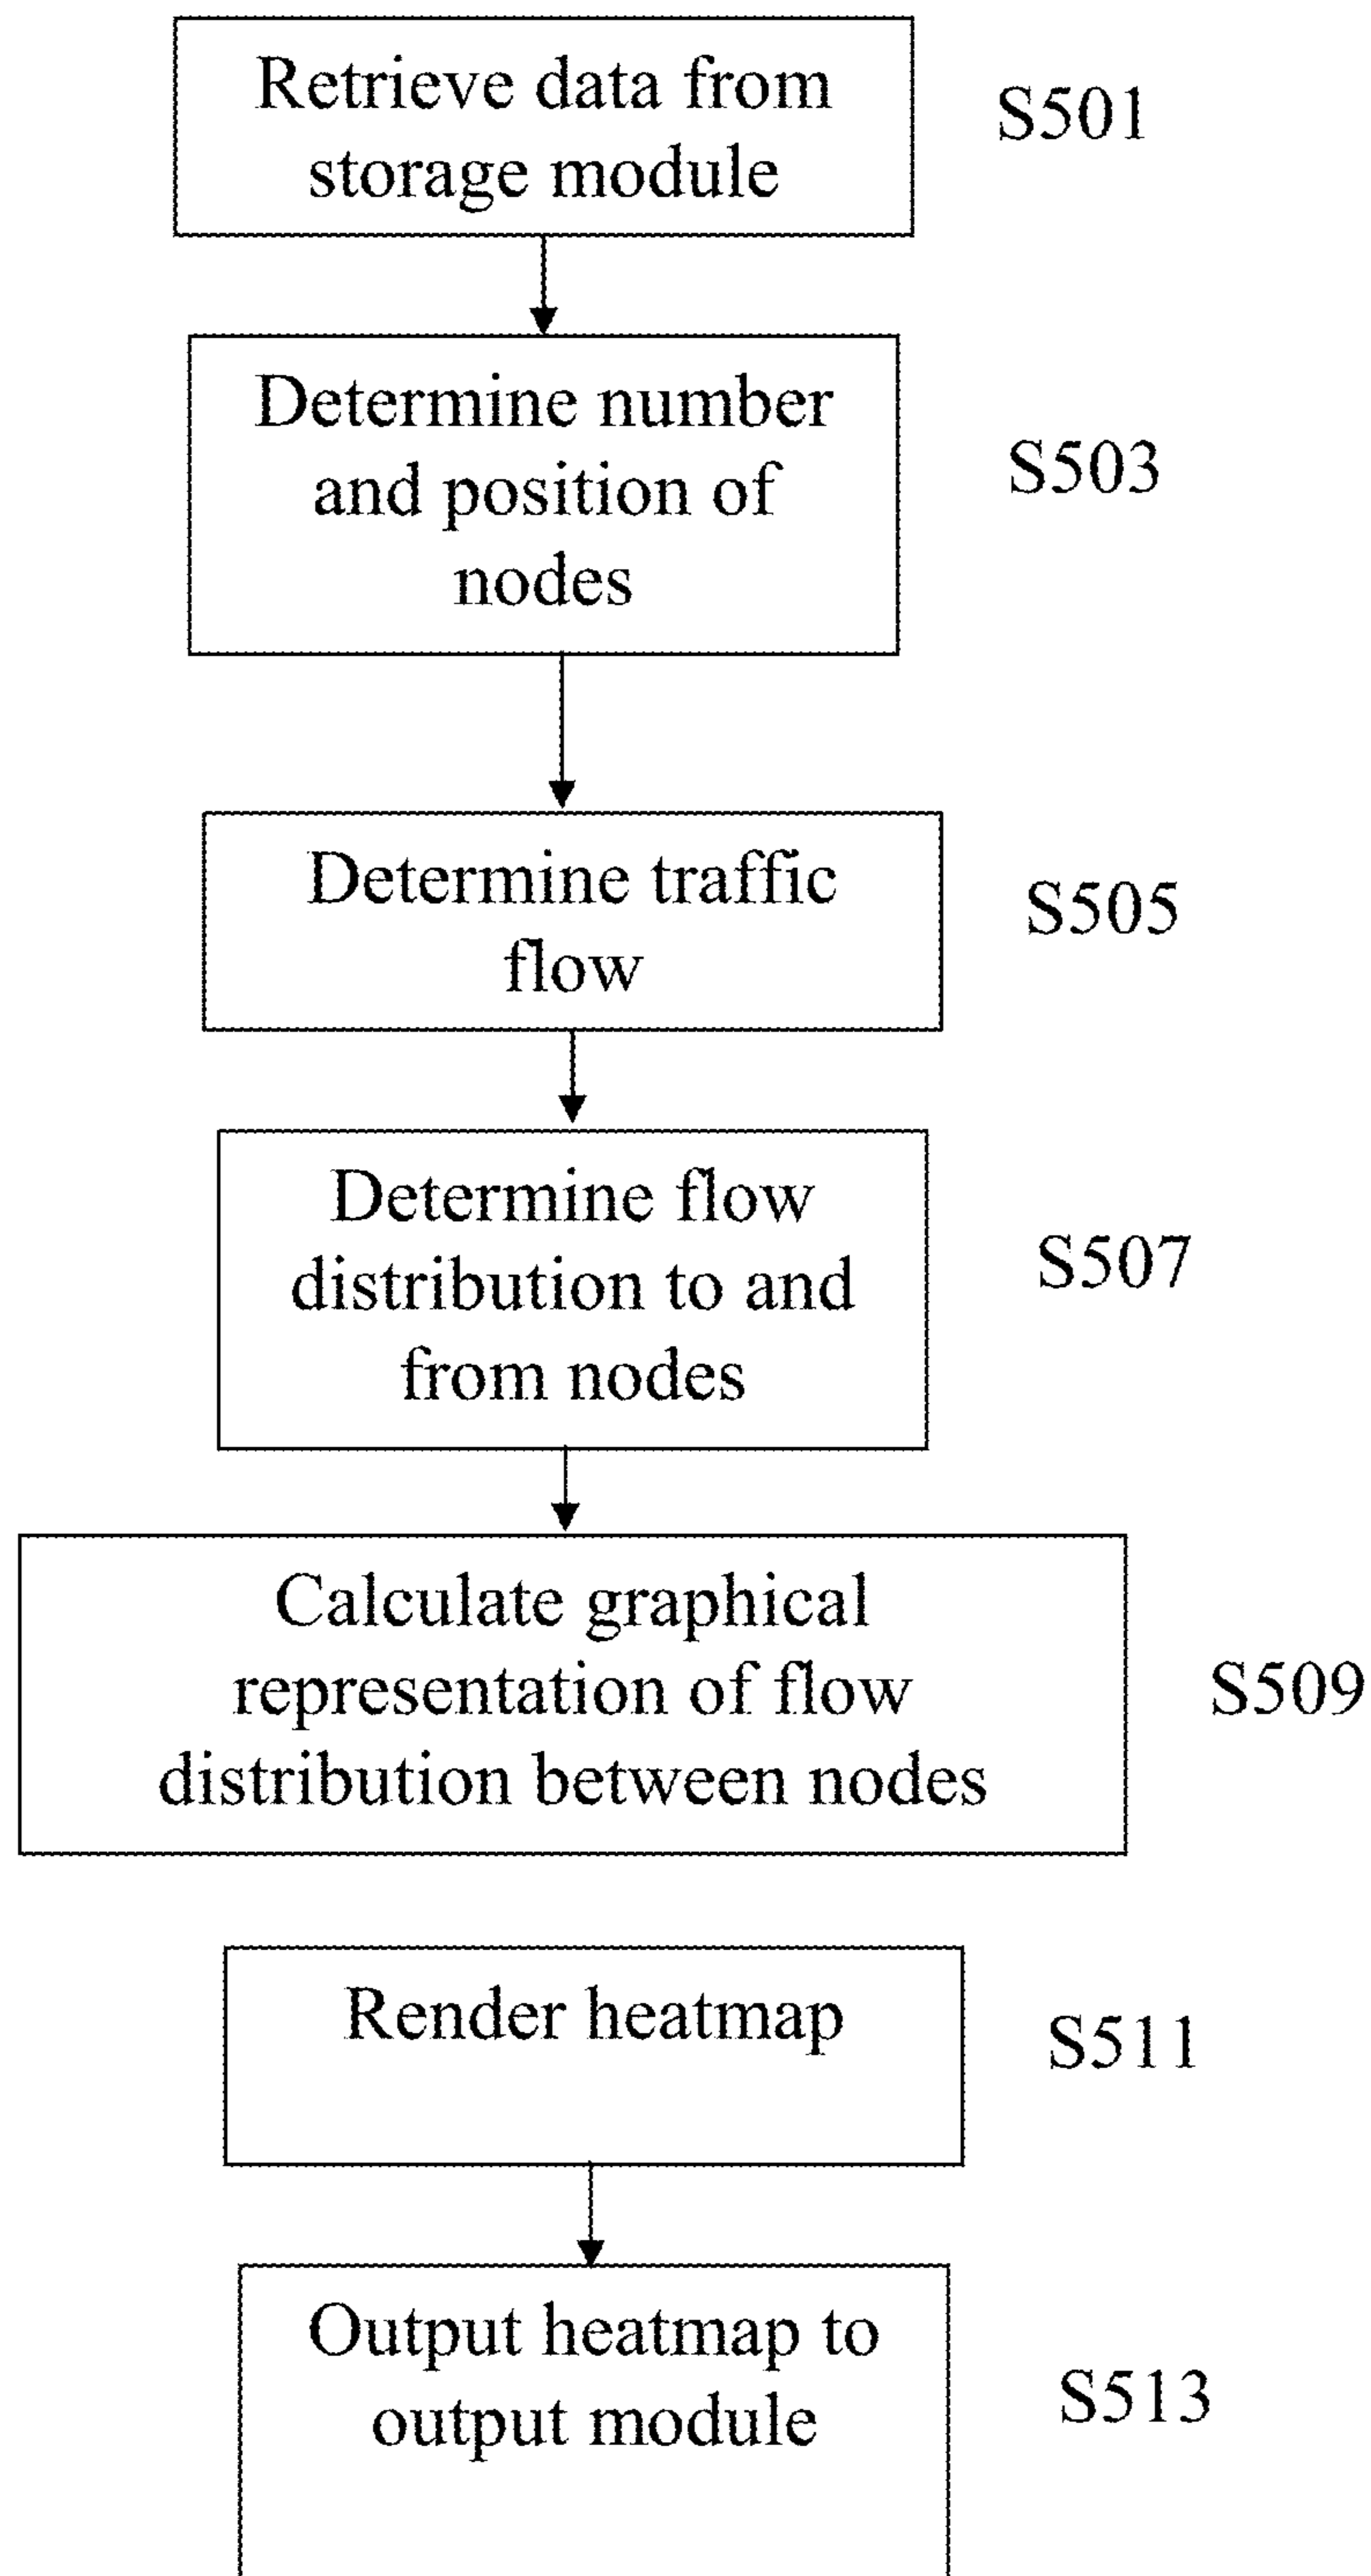 Retrieve data from
storage module
S501
Determine number
and position of
nodes
S503
Determine traffic
flow
S505
Determine flow
distribution to and
from nodes
S507
Calculate graphical
representation of flow
distribution between nodes
S509
Render heatmap
S511
Output heatmap to
output module
S513